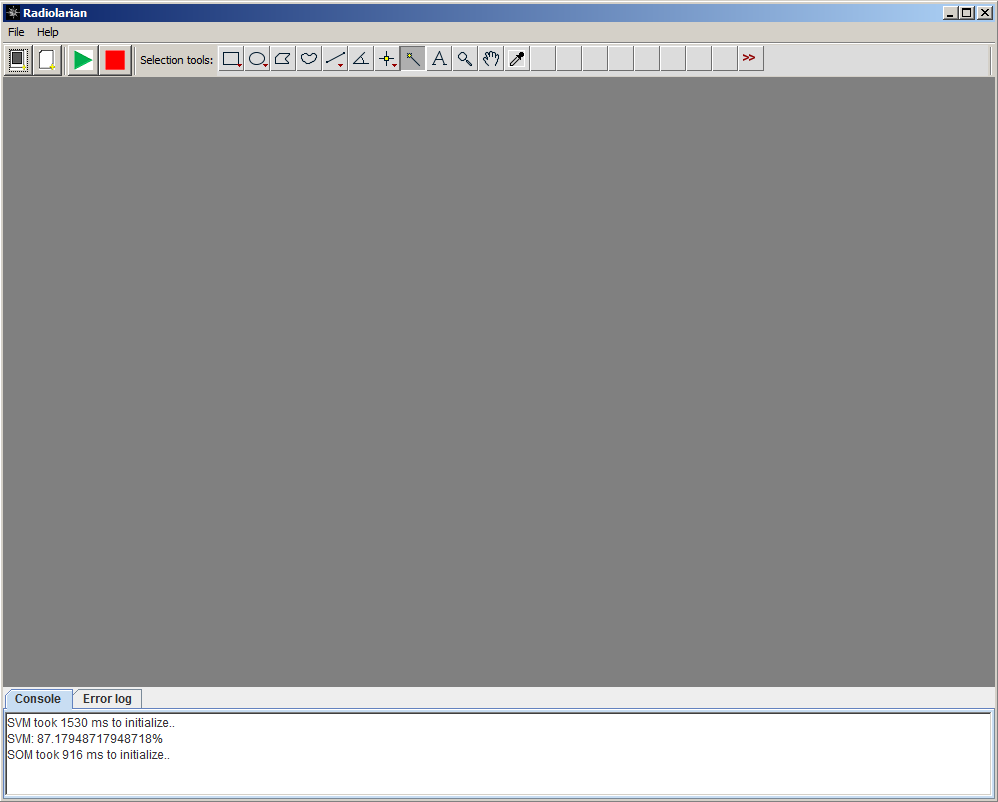 Radiolarian
File Help
Selection tools: A >>
Console Error log
SVM took 1530 ms to initialize..
SVM: 87.17948717948718%
SOM took 916 ms to initialize..